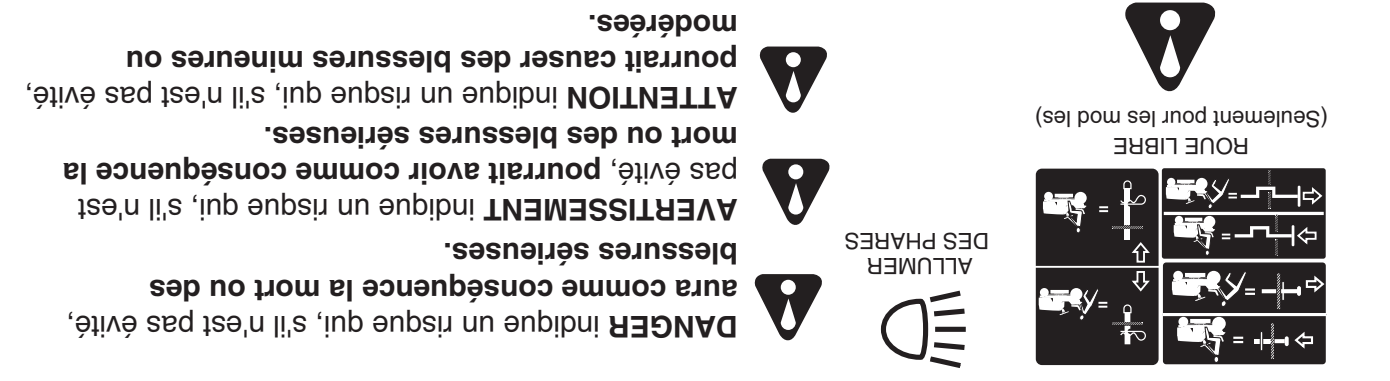 ROUE LIBRE
(Seulement pour les mod les)
ALLUMER
DES PHARES
DANGER indique un risque qui, s'il n'est pas évité,
aura comme conséquence la mort ou des
blessures sérieuses.
AVERTISSEMENT indique un risque qui, s'il n'est
pas évité, pourrait avoir comme conséquence la
mort ou des blessures sérieuses.
ATTENTION indique un risque qui, s'il n'est pas évité,
pourrait causer des blessures mineures ou
modérées.